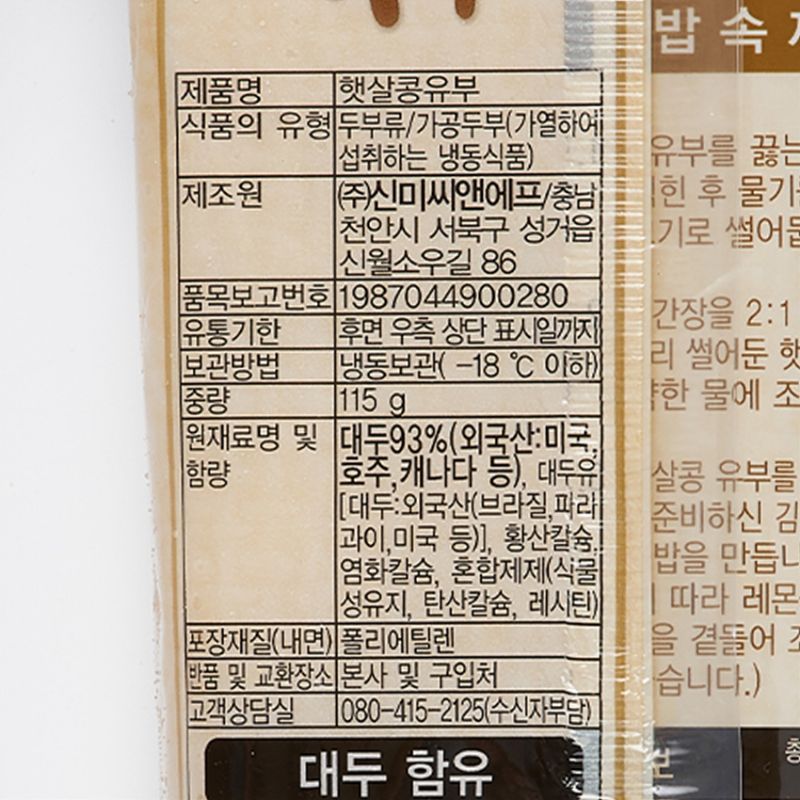 제품명 햇살콩유부
식품의 유형 두부류/가공두부(가열하여
섭취하는 냉동식품)
제조원 (주)신미씨앤에프/충남
천안시 서북구 성거읍
신월소우길 86
품목보고번호 1987044900280
유통기한 후면 우측 상단 표시일까지
보관방법 냉동보관( -18 ℃ 이하)
중량 115 g
원재료명 및 대두93%(외국산:미국,
함량 호주,캐나다 등), 대두유
[대두:외국산(브라질,파라
과이,미국 등)], 황산칼슘,
염화칼슘, 혼합제제(식물
성유지, 탄산칼슘, 레시틴)
포장재질(내면) 폴리에틸렌
반품 및 교환장소 본사 및 구입처
고객상담실 080-415-2125(수신자부담)
대두 함유
밥 속
유부를 끓는
힌 후 물기를
기로 썰어둡
간장을 2:1
리 썰어둔 햇
한 물에 조
살콩 유부를
준비하신 김
밥을 만듭니
따라 레몬
을 곁들어
습니다.)
총